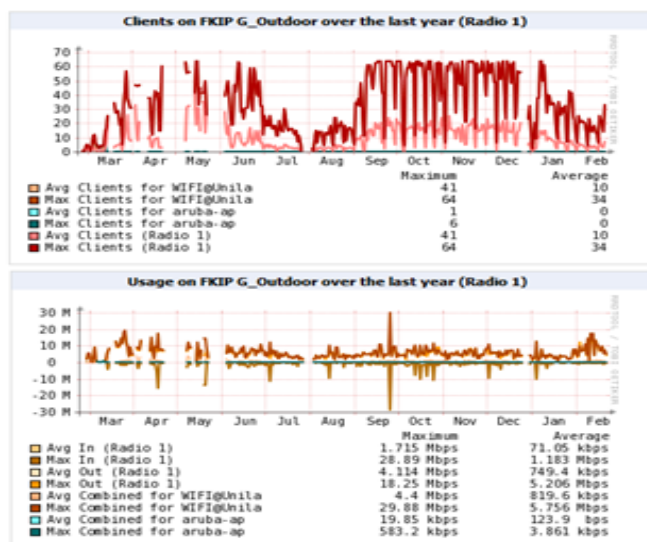 Clients on FKIP G_Outdoor over the last year (Radio 1)
70
60
50
40
30
20
10
0
Mar Apr May Jun Jul Aug Sep Oct Nov Dec Jan Feb
RRDTOOL / TOBI OETIKER
Maximum Average
Avg Clients for WIFI@Unila 41 10
Max Clients for WIFI@Unila 64 34
Avg Clients for aruba-ap 1 0
Max Clients for aruba-ap 6 0
Avg Clients (Radio 1) 41 10
Max Clients (Radio 1) 64 34
Usage on FKIP G_Outdoor over the last year (Radio 1)
30 M
20 M
10 M
0
-10 M
-20 M
-30 M
Mar Apr May Jun Jul Aug Sep Oct Nov Dec Jan Feb
RRDTOOL / TOBI OETIKER
Maximum Average
Avg In (Radio 1) 1.715 Mbps 71.05 kbps
Max In (Radio 1) 28.89 Mbps 1.183 Mbps
Avg Out (Radio 1) 4.114 Mbps 749.4 kbps
Max Out (Radio 1) 18.25 Mbps 5.206 Mbps
Avg Combined for WIFI@Unila 4.4 Mbps 819.6 kbps
Max Combined for WIFI@Unila 29.88 Mbps 5.756 Mbps
Avg Combined for aruba-ap 19.85 kbps 123.9 bps
Max Combined for aruba-ap 583.2 kbps 3.861 kbps